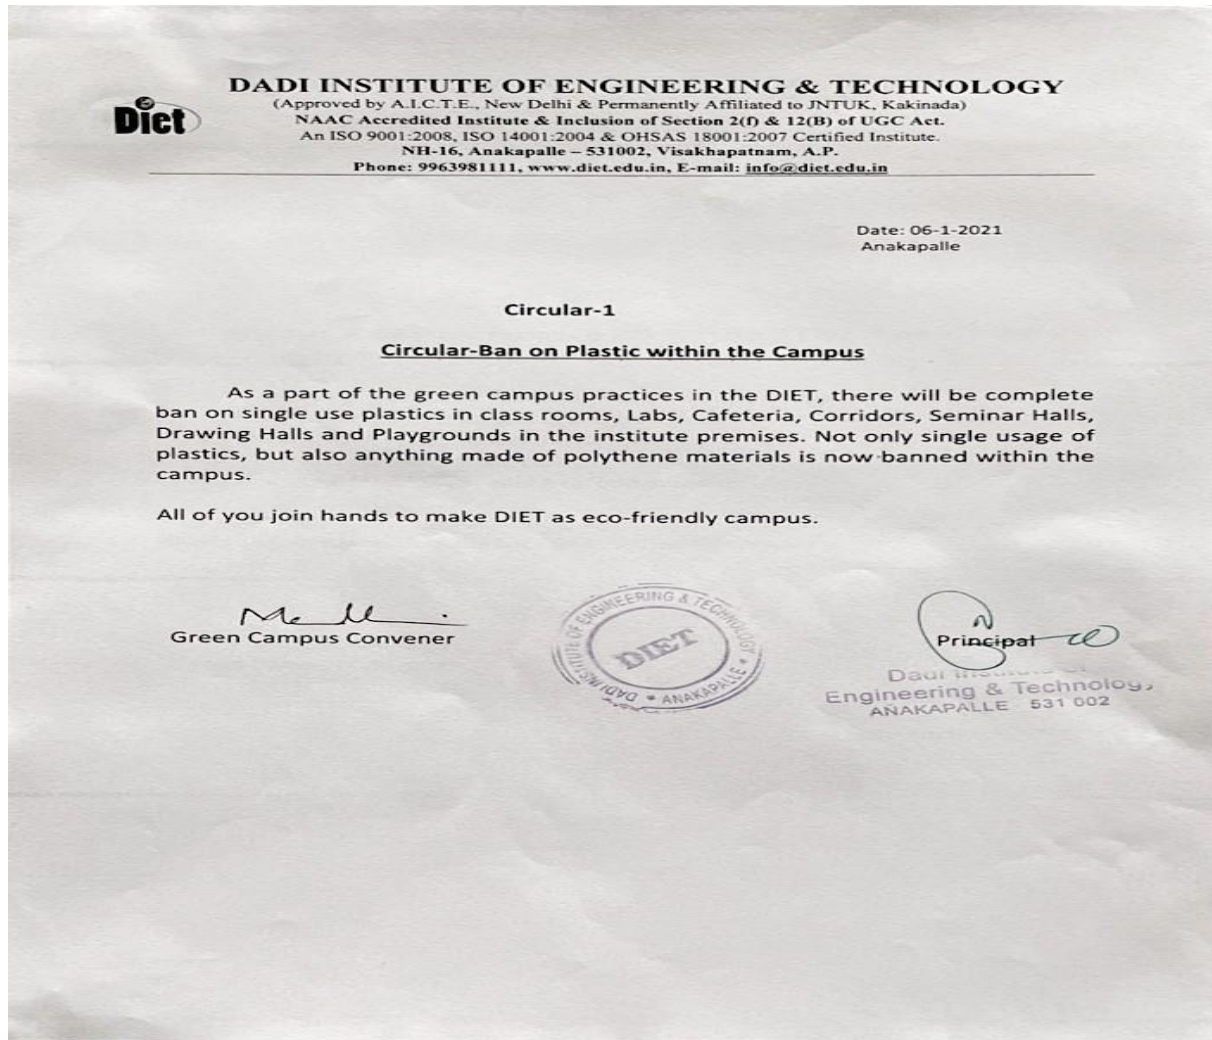 DADI INSTITUTE OF ENGINEERING & TECHNOLOGY
(Approved by A.I.C.T.E., New Delhi & Permanently Affiliated to JNTUK, Kakinada)
NAAC Accredited Institute & Inclusion of Section 2(f) & 12(B) of UGC Act.
An ISO 9001:2008, ISO 14001:2004 & OHSAS 18001:2007 Certified Institute.
NH-16, Anakapalle – 531002, Visakhapatnam, A.P.
Phone: 9963981111, www.diet.edu.in, E-mail: info@diet.edu.in
Diet
Date: 06-1-2021
Anakapalle
Circular-1
Circular-Ban on Plastic within the Campus
As a part of the green campus practices in the DIET, there will be complete
ban on single use plastics in class rooms, Labs, Cafeteria, Corridors, Seminar Halls,
Drawing Halls and Playgrounds in the institute premises. Not only single usage of
plastics, but also anything made of polythene materials is now banned within the
campus.
All of you join hands to make DIET as eco-friendly campus.
Green Campus Convener
DADI INSTITUTE OF ENGINEERING & TECHNOLOGY * ANAKAPALLE *
DIET
Principal
Dadi
Engineering & Technology
ANAKAPALLE 531 002